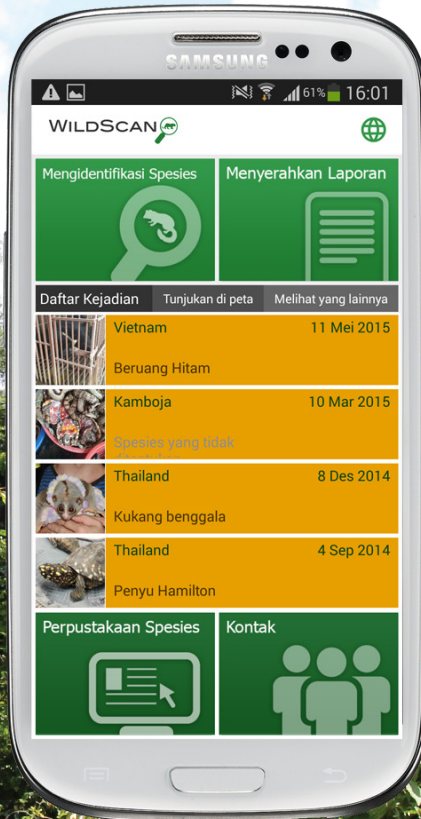 SAMSUNG
61% 16:01
WILDSCAN
Mengidentifikasi Spesies
Menyerahkan Laporan
Daftar Kejadian
Tunjukan di peta
Melihat yang lainnya
Vietnam
11 Mei 2015
Beruang Hitam
Kamboja
10 Mar 2015
Spesies yang tidak
Thailand
8 Des 2014
Kukang benggala
Thailand
4 Sep 2014
Penyu Hamilton
Perpustakaan Spesies
Kontak